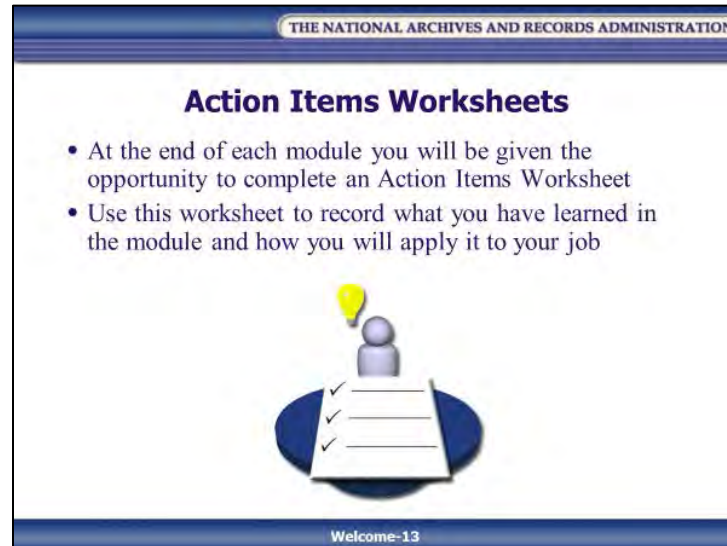 THE NATIONAL ARCHIVES AND RECORDS ADMINISTRATION
Action Items Worksheets
• At the end of each module you will be given the
opportunity to complete an Action Items Worksheet
• Use this worksheet to record what you have learned in
the module and how you will apply it to your job
Welcome-13